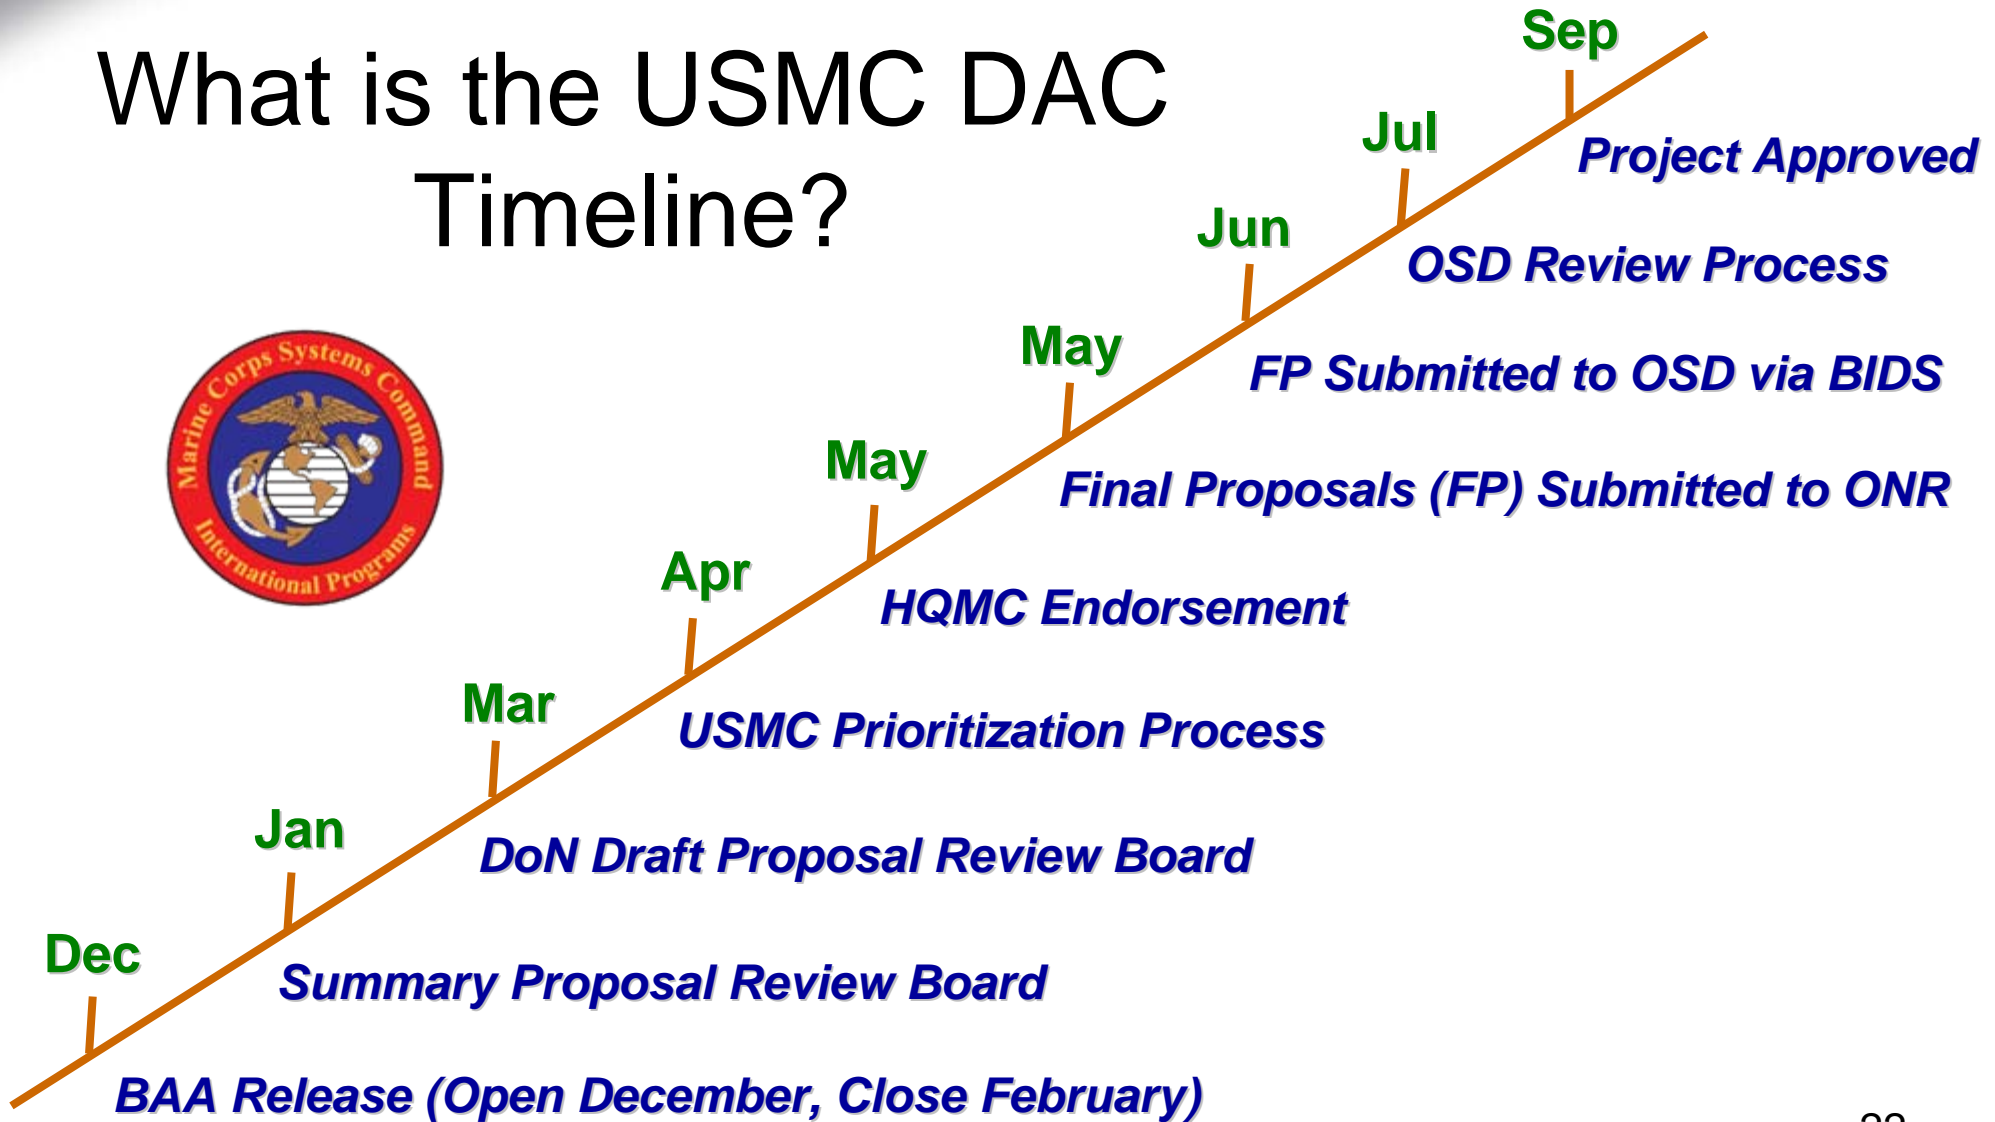 What is the USMC DAC
Timeline?
Marine Corps Systems Command
International Programs
Sep
Project Approved
Jul
OSD Review Process
Jun
FP Submitted to OSD via BIDS
May
Final Proposals (FP) Submitted to ONR
May
HQMC Endorsement
Apr
USMC Prioritization Process
Mar
DoN Draft Proposal Review Board
Jan
Summary Proposal Review Board
Dec
BAA Release (Open December, Close February)